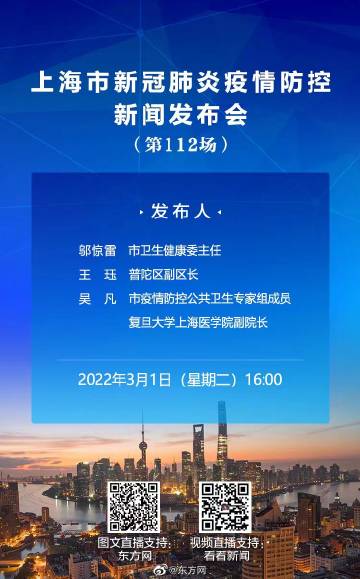 上海市新冠肺炎疫情防控
新闻发布会
（第112场）
发布人
邬惊雷 市卫生健康委主任
王 珏 普陀区副区长
吴 凡 市疫情防控公共卫生专家组成员
复旦大学上海医学院副院长
2022年3月1日（星期二）16:00
图文直播支持：
东方网
视频直播支持：
看看新闻
@东方网